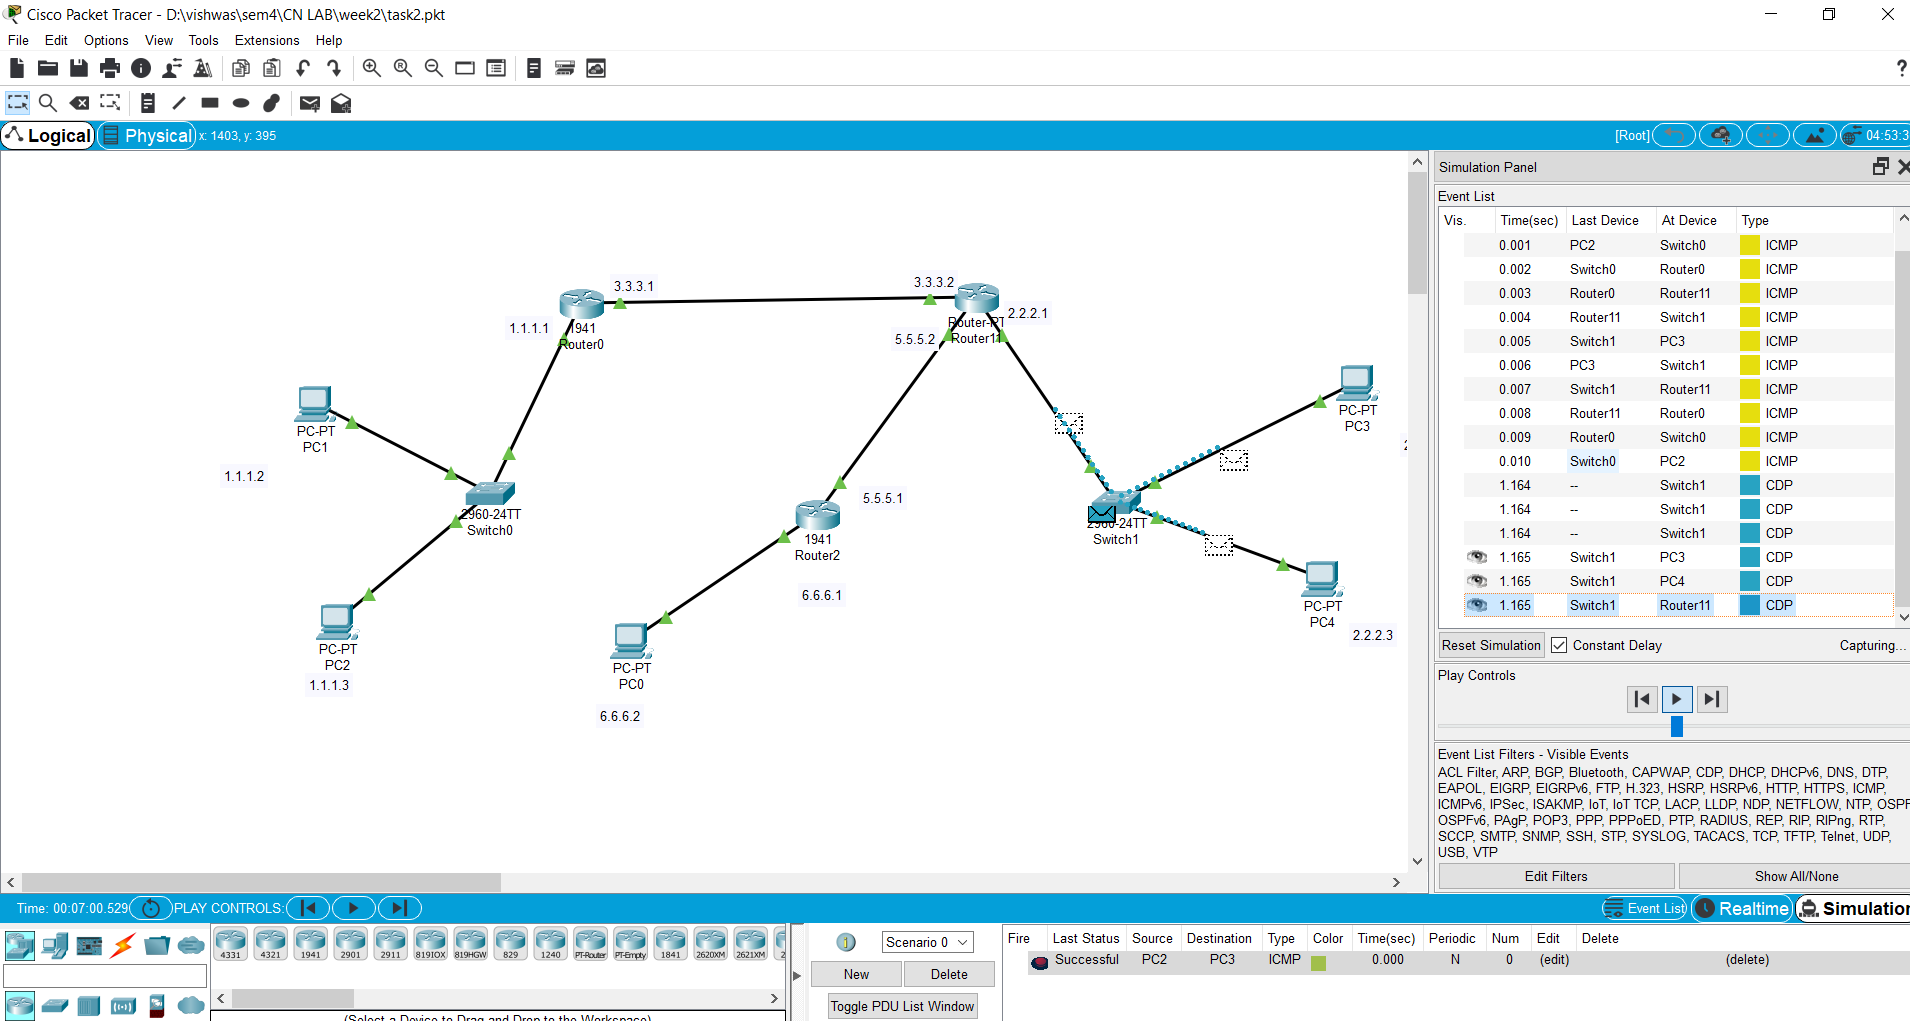 Cisco Packet Tracer - D:\vishwas\sem4\CN LAB\week2\task2.pkt
File Edit Options View Tools Extensions Help
?
Logical Physical x: 1403, y: 395 [Root] 04:53:3
3.3.3.1
3.3.3.2
1.1.1.1
1941
Router0
Router-PT
Router11
2.2.2.1
5.5.5.2
PC-PT
PC1
1.1.1.2
PC-PT
PC3
2960-24TT
Switch0
5.5.5.1
1941
Router2
2960-24TT
Switch1
6.6.6.1
PC-PT
PC4
2.2.2.3
PC-PT
PC2
1.1.1.3
PC-PT
PC0
6.6.6.2
Simulation Panel
Event List
Vis. Time(sec) Last Device At Device Type
0.001 PC2 Switch0 ICMP
0.002 Switch0 Router0 ICMP
0.003 Router0 Router11 ICMP
0.004 Router11 Switch1 ICMP
0.005 Switch1 PC3 ICMP
0.006 PC3 Switch1 ICMP
0.007 Switch1 Router11 ICMP
0.008 Router11 Router0 ICMP
0.009 Router0 Switch0 ICMP
0.010 Switch0 PC2 ICMP
1.164 -- Switch1 CDP
1.164 -- Switch1 CDP
1.164 -- Switch1 CDP
1.165 Switch1 PC3 CDP
1.165 Switch1 PC4 CDP
1.165 Switch1 Router11 CDP
Reset Simulation Constant Delay Capturing...
Play Controls
Event List Filters - Visible Events
ACL Filter, ARP, BGP, Bluetooth, CAPWAP, CDP, DHCP, DHCPv6, DNS, DTP,
EAPOL, EIGRP, EIGRPv6, FTP, H.323, HSRP, HSRPv6, HTTP, HTTPS, ICMP,
ICMPv6, IPSec, ISAKMP, IoT, IoT TCP, LACP, LLDP, NDP, NETFLOW, NTP, OSPF
OSPFv6, PAgP, POP3, PPP, PPPoED, PTP, RADIUS, REP, RIP, RIPng, RTP,
SCCP, SMTP, SNMP, SSH, STP, SYSLOG, TACACS, TCP, TFTP, Telnet, UDP,
USB, VTP
Edit Filters Show All/None
Time: 00:07:00.529 PLAY CONTROLS: Event List Realtime Simulation
4331 4321 1941 2901 2911 819IOX 819HGW 829 1240 PT-Router PT-Empty 1841 2620XM 2621XM
(Select a Device to Drag and Drop to the Workspace)
Scenario 0
New Delete
Toggle PDU List Window
Fire Last Status Source Destination Type Color Time(sec) Periodic Num Edit Delete
Successful PC2 PC3 ICMP 0.000 N 0 (edit) (delete)